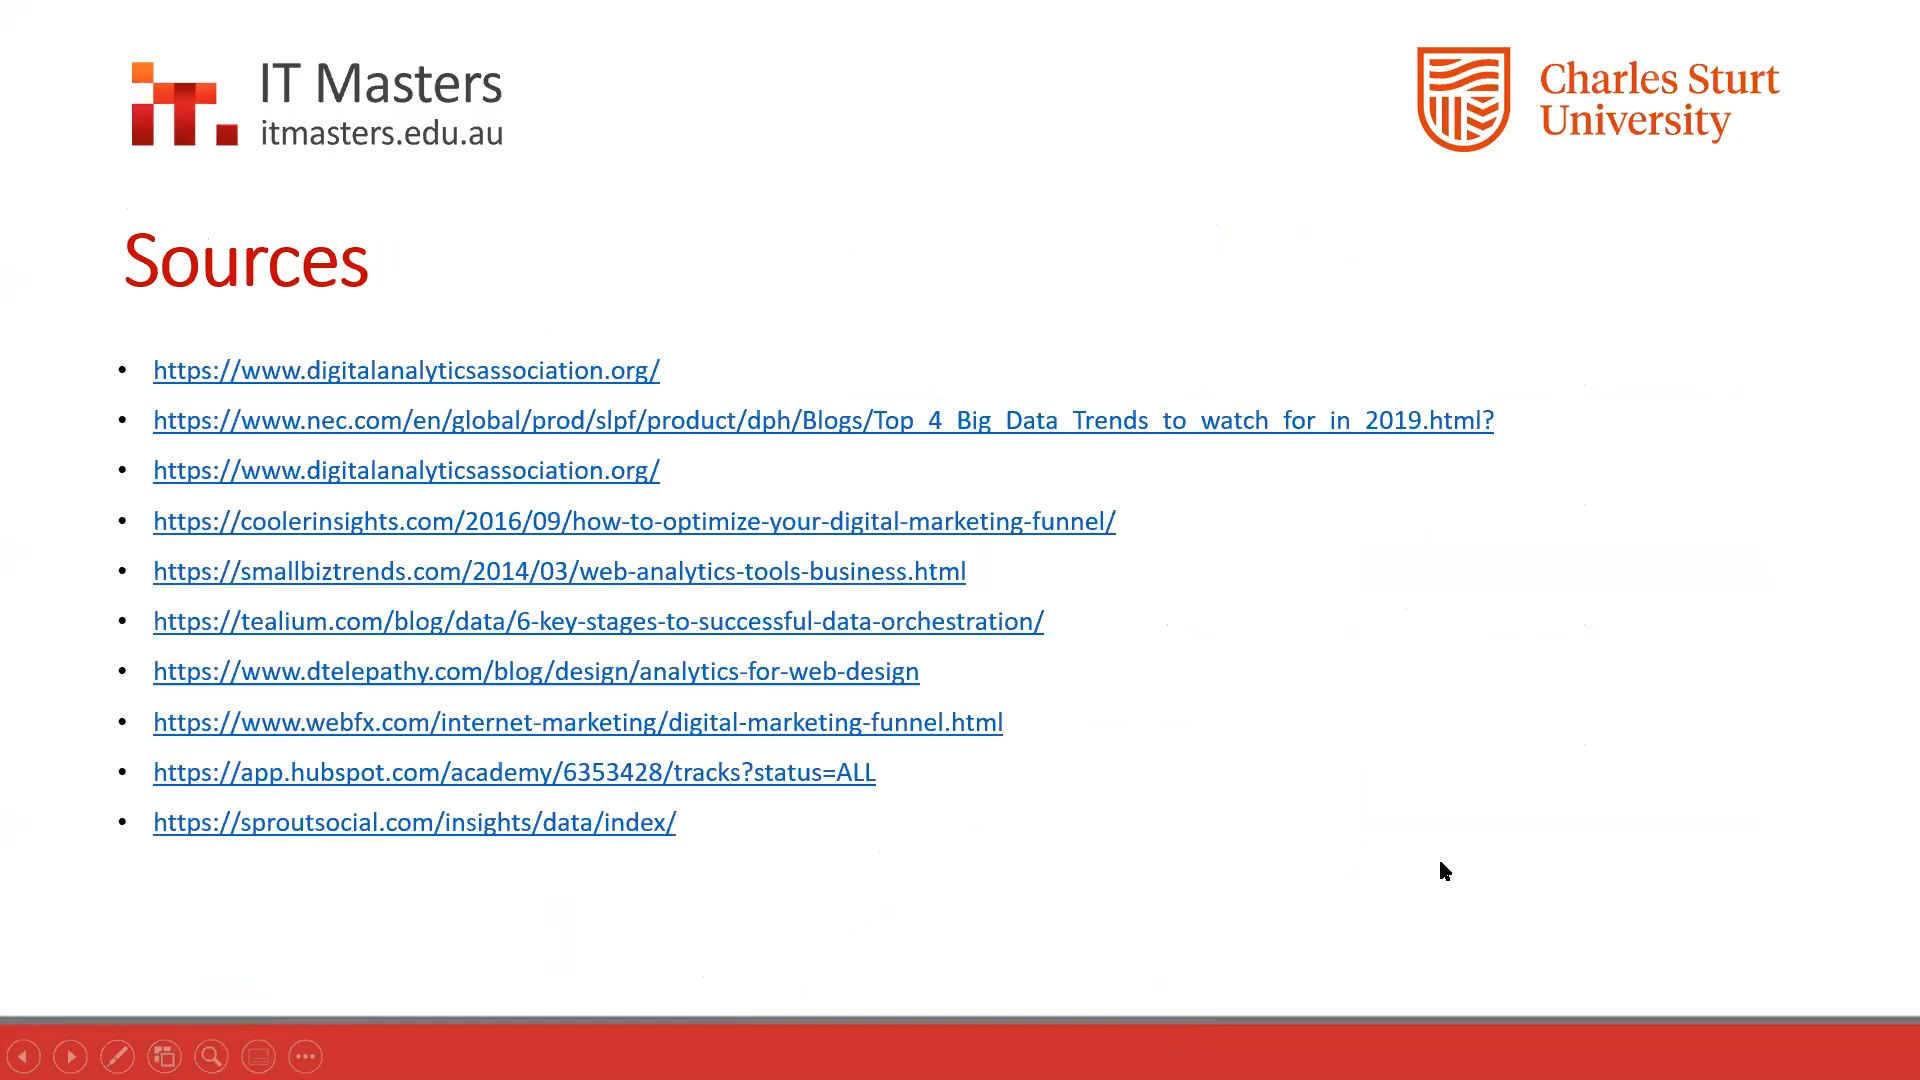 IT Masters
itmasters.edu.au
Charles Sturt
University
Sources
• https://www.digitalanalyticsassociation.org/
• https://www.nec.com/en/global/prod/slpf/product/dph/Blogs/Top_4_Big_Data_Trends_to_watch_for_in_2019.html?
• https://www.digitalanalyticsassociation.org/
• https://coolerinsights.com/2016/09/how-to-optimize-your-digital-marketing-funnel/
• https://smallbiztrends.com/2014/03/web-analytics-tools-business.html
• https://tealium.com/blog/data/6-key-stages-to-successful-data-orchestration/
• https://www.dtelepathy.com/blog/design/analytics-for-web-design
• https://www.webfx.com/internet-marketing/digital-marketing-funnel.html
• https://app.hubspot.com/academy/6353428/tracks?status=ALL
• https://sproutsocial.com/insights/data/index/